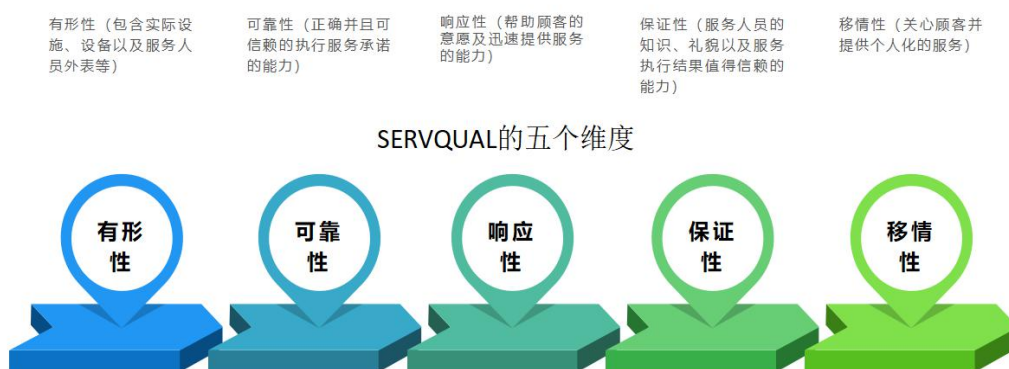 有形性（包含实际设
施、设备以及服务人
员外表等）
可靠性（正确并且可
信赖的执行服务承诺
的能力）
响应性（帮助顾客的
意愿及迅速提供服务
的能力）
保证性（服务人员的
知识、礼貌以及服务
执行结果值得信赖的
能力）
移情性（关心顾客并
提供个人化的服务）
SERVQUAL的五个维度
有形
性
可靠
性
响应
性
保证
性
移情
性